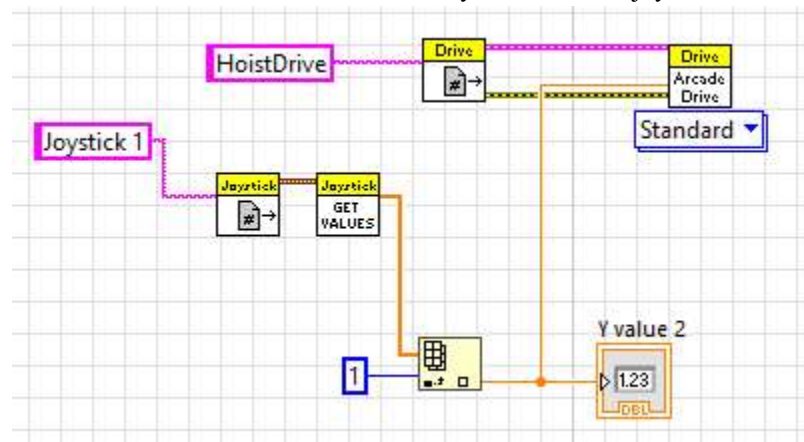 HoistDrive
Drive
#
Drive
Arcade
Drive
Standard
Joystick 1
Joystick
#
Joystick
GET
VALUES
1
Y value 2
1.23
DBL